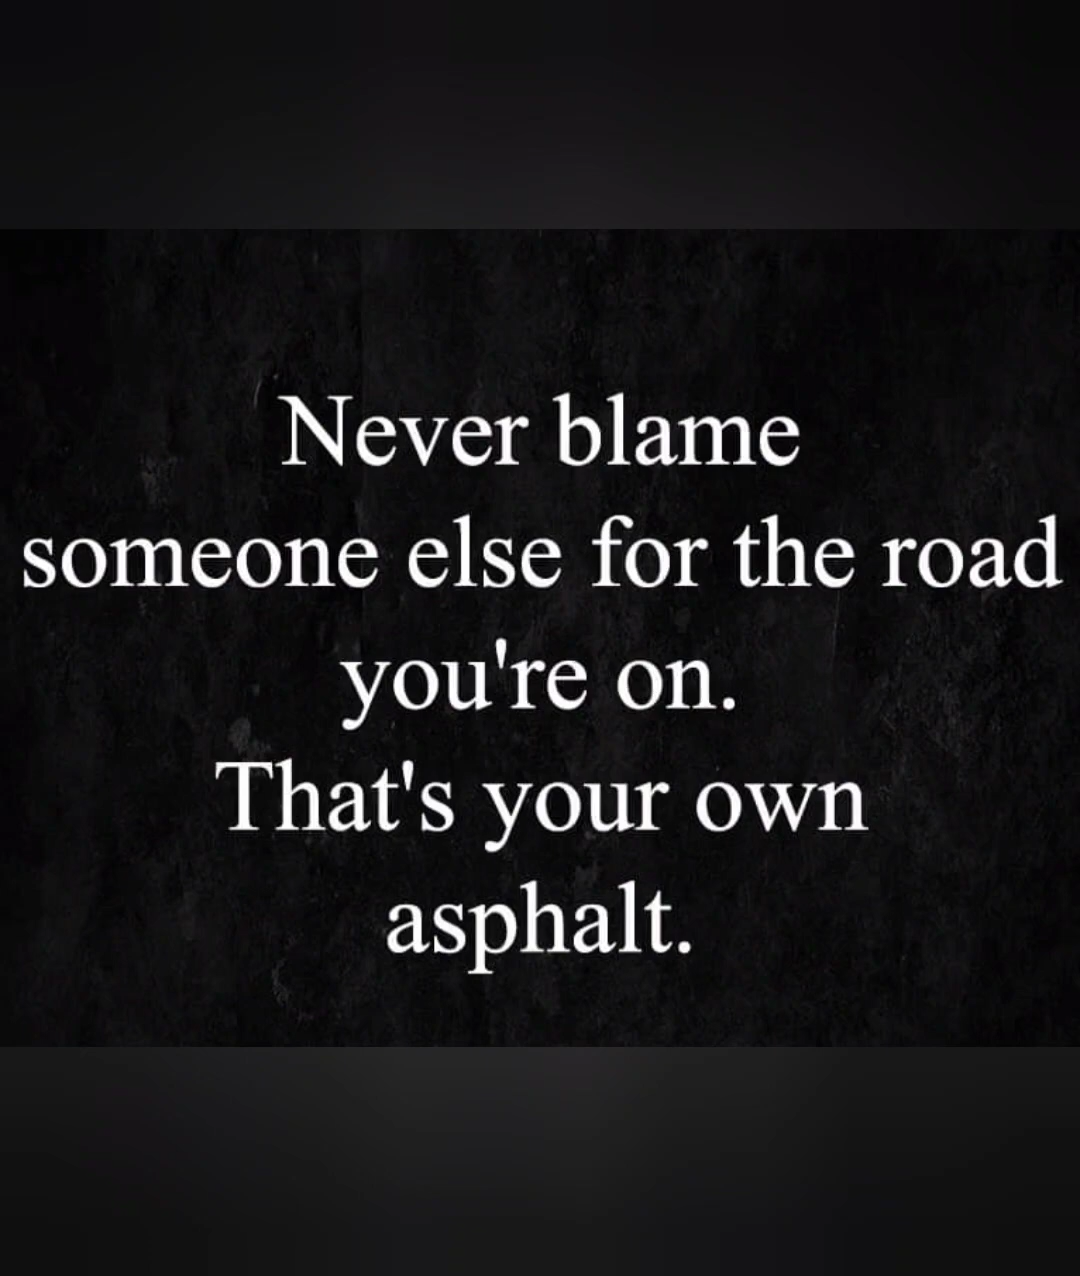 Never blame
someone else for the road
you're on.
That's your own
asphalt.